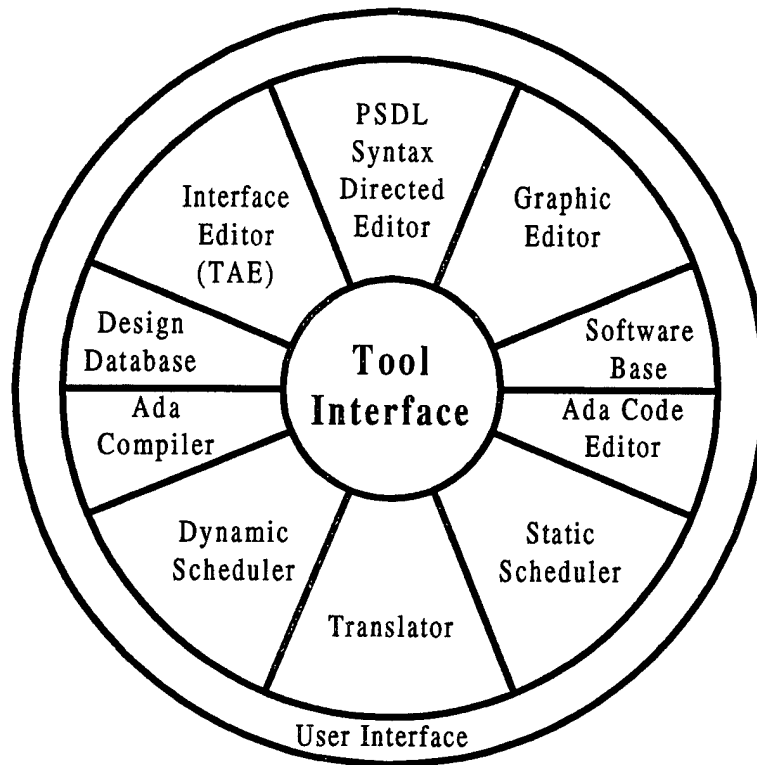 PSDL
Syntax
Directed
Editor
Interface
Editor
(TAE)
Graphic
Editor
Design
Database
Software
Base
Tool
Interface
Ada
Compiler
Ada Code
Editor
Dynamic
Scheduler
Static
Scheduler
Translator
User Interface